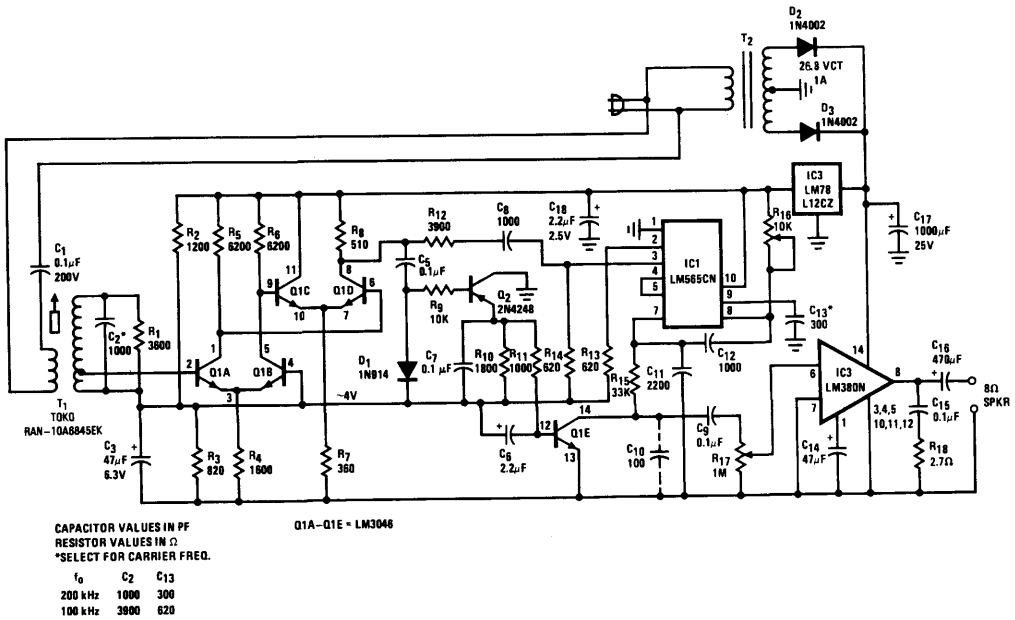 D2
1N4002
T2
26.8 VCT
1A
D3
1N4002
IC3
LM78
L12CZ
R16
10K
C17
1000µF
25V
C1
0.1µF
200V
R2
1200
R5
6200
R6
6200
R8
510
R12
3900
C8
1000
C18
2.2µF
2.5V
+
+
1
2
3
4
5
7
IC1
LM565CN
10
9
8
C5
0.1µF
11
8
9
Q1C
Q1D
6
10
7
R9
10K
Q2
2N4248
C13*
300
C2*
1000
R1
3600
1
5
2
Q1A
Q1B
4
3
D1
1N914
C7
0.1 µF
R10
1800
R11
1000
R14
620
R13
620
R15
33K
C11
2200
C12
1000
14
6
IC3
LM380N
7
8
1
3,4,5
10,11,12
C16
470µF
+
8Ω
SPKR
C15
0.1µF
T1
TOKO
RAN-10A6845EK
~4V
C3
47µF
6.3V
+
R3
820
R4
1600
R7
360
+
C6
2.2µF
12
14
Q1E
13
C10
100
C9
0.1µF
R17
1M
C14
47µF
+
R18
2.7Ω
CAPACITOR VALUES IN PF
RESISTOR VALUES IN Ω
*SELECT FOR CARRIER FREQ.
Q1A-Q1E = LM3046
fo C2 C13
200 kHz 1000 300
100 kHz 3900 620